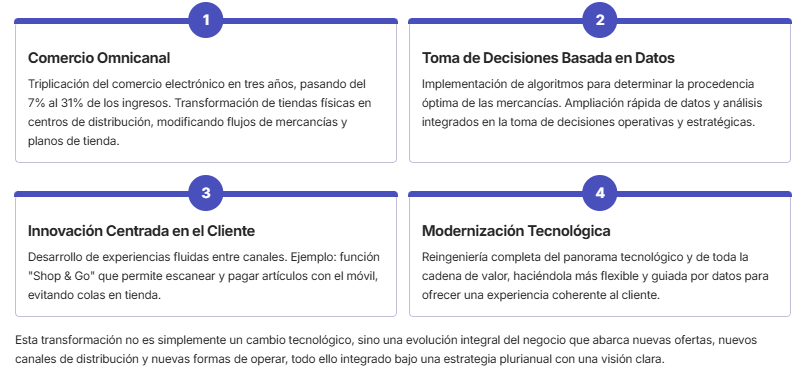 1
Comercio Omnicanal
Triplicación del comercio electrónico en tres años, pasando del
7% al 31% de los ingresos. Transformación de tiendas físicas en
centros de distribución, modificando flujos de mercancías y
planos de tienda.
2
Toma de Decisiones Basada en Datos
Implementación de algoritmos para determinar la procedencia
óptima de las mercancías. Ampliación rápida de datos y análisis
integrados en la toma de decisiones operativas y estratégicas.
3
Innovación Centrada en el Cliente
Desarrollo de experiencias fluidas entre canales. Ejemplo: función
"Shop & Go" que permite escanear y pagar artículos con el móvil,
evitando colas en tienda.
4
Modernización Tecnológica
Reingeniería completa del panorama tecnológico y de toda la
cadena de valor, haciéndola más flexible y guiada por datos para
ofrecer una experiencia coherente al cliente.
Esta transformación no es simplemente un cambio tecnológico, sino una evolución integral del negocio que abarca nuevas ofertas, nuevos
canales de distribución y nuevas formas de operar, todo ello integrado bajo una estrategia plurianual con una visión clara.